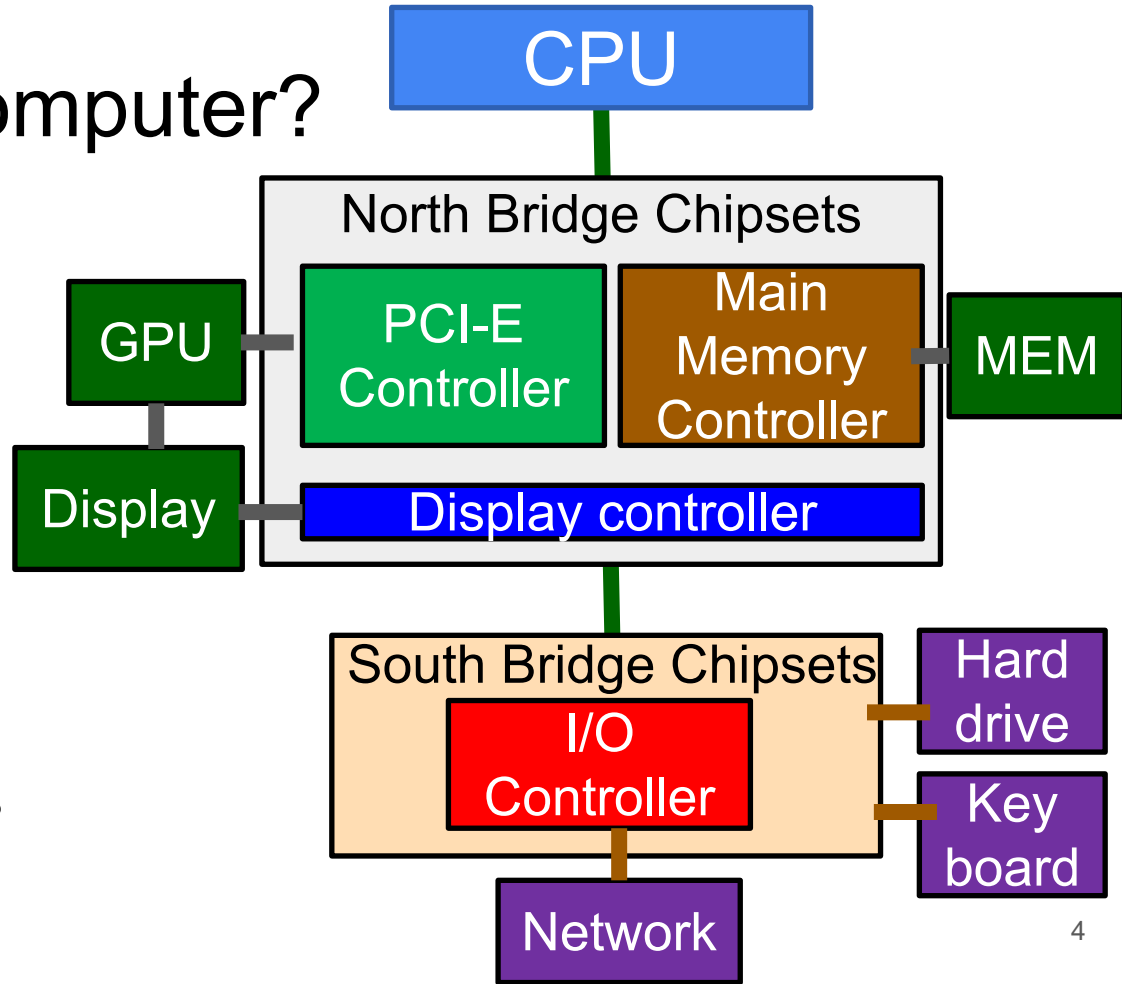 CPU
omputer?
North Bridge Chipsets
PCI-E
Controller
Main
Memory
Controller
GPU
MEM
Display
Display controller
South Bridge Chipsets
I/O
Controller
Hard
drive
Key
board
Network
4